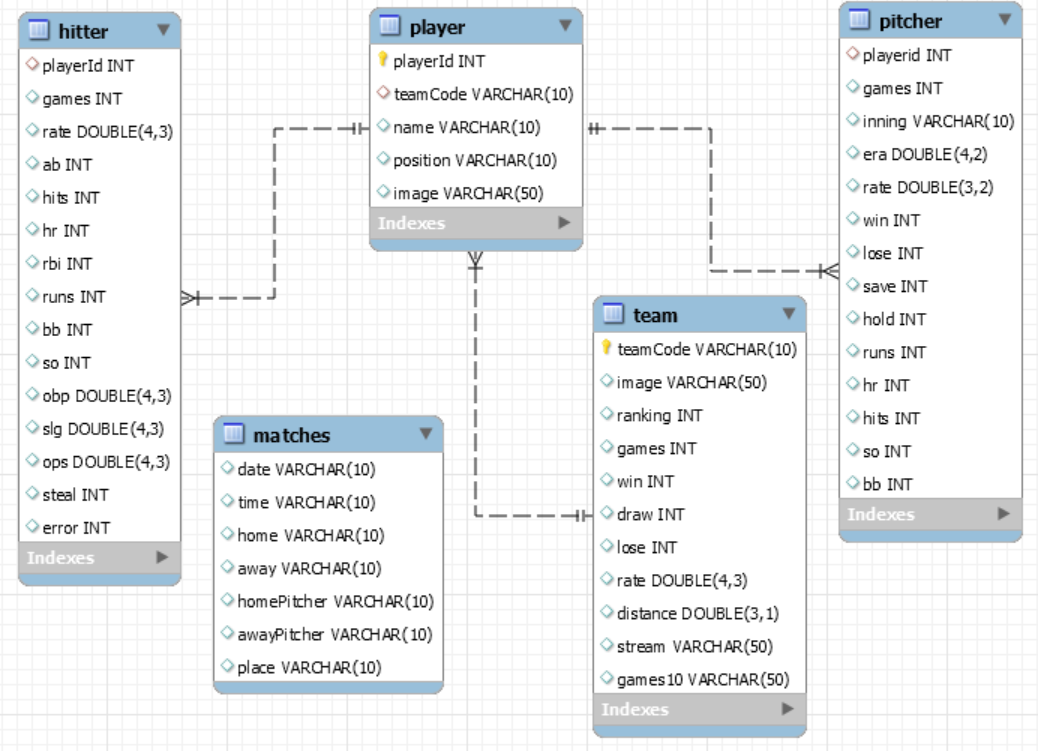 hitter
playerId INT
games INT
rate DOUBLE(4,3)
ab INT
hits INT
hr INT
rbi INT
runs INT
bb INT
so INT
obp DOUBLE(4,3)
slg DOUBLE(4,3)
ops DOUBLE(4,3)
steal INT
error INT
Indexes
player
playerId INT
teamCode VARCHAR(10)
name VARCHAR(10)
position VARCHAR(10)
image VARCHAR(50)
Indexes
pitcher
playerid INT
games INT
inning VARCHAR(10)
era DOUBLE(4,2)
rate DOUBLE(3,2)
win INT
lose INT
save INT
hold INT
runs INT
hr INT
hits INT
so INT
bb INT
Indexes
matches
date VARCHAR(10)
time VARCHAR(10)
home VARCHAR(10)
away VARCHAR(10)
homePitcher VARCHAR(10)
awayPitcher VARCHAR(10)
place VARCHAR(10)
team
teamCode VARCHAR(10)
image VARCHAR(50)
ranking INT
games INT
win INT
draw INT
lose INT
rate DOUBLE(4,3)
distance DOUBLE(3,1)
stream VARCHAR(50)
games10 VARCHAR(50)
Indexes